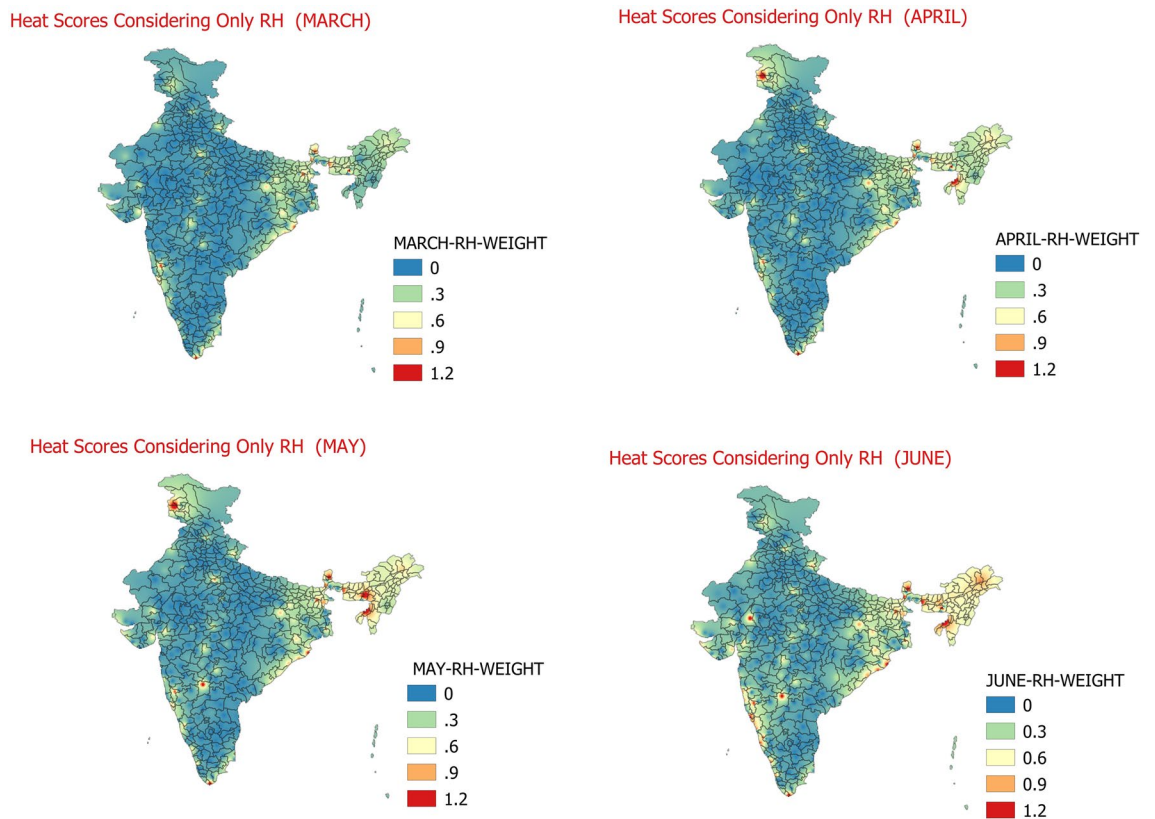 Heat Scores Considering Only RH  (MARCH)
MARCH-RH-WEIGHT
0
.3
.6
.9
1.2
Heat Scores Considering Only RH  (APRIL)
APRIL-RH-WEIGHT
0
.3
.6
.9
1.2
Heat Scores Considering Only RH  (MAY)
MAY-RH-WEIGHT
0
.3
.6
.9
1.2
Heat Scores Considering Only RH  (JUNE)
JUNE-RH-WEIGHT
0
0.3
0.6
0.9
1.2